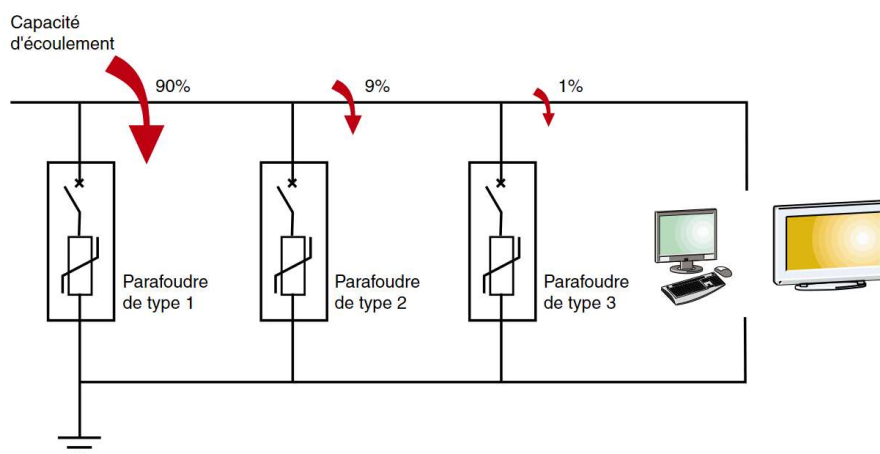 Capacité
d'écoulement
90%
9%
1%
Parafoudre
de type 1
Parafoudre
de type 2
Parafoudre
de type 3